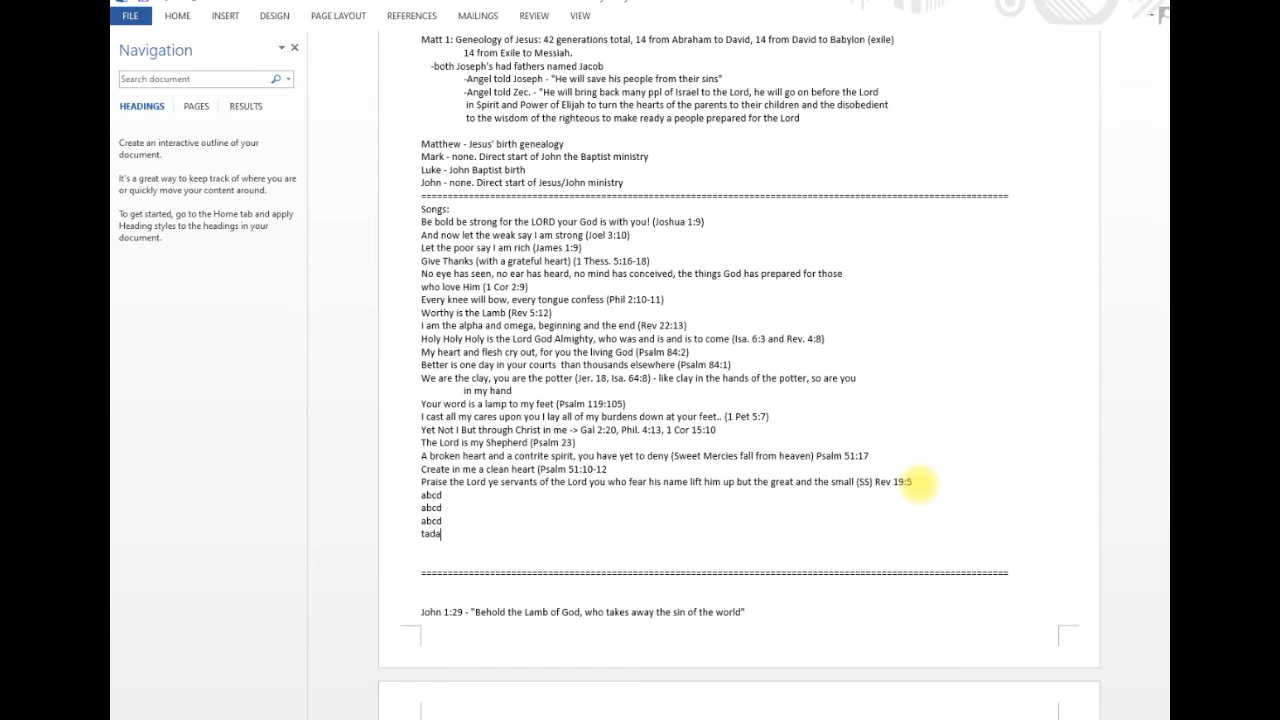 FILE HOME INSERT DESIGN PAGE LAYOUT REFERENCES MAILINGS REVIEW VIEW
Navigation
Search document
HEADINGS PAGES RESULTS
Create an interactive outline of your
document.
It's a great way to keep track of where you are
or quickly move your content around.
To get started, go to the Home tab and apply
Heading styles to the headings in your
document.
Matt 1: Geneology of Jesus: 42 generations total, 14 from Abraham to David, 14 from David to Babylon (exile)
14 from Exile to Messiah.
-both Joseph's had fathers named Jacob
-Angel told Joseph - "He will save his people from their sins"
-Angel told Zec. - "He will bring back many ppl of Israel to the Lord, he will go on before the Lord
in Spirit and Power of Elijah to turn the hearts of the parents to their children and the disobedient
to the wisdom of the righteous to make ready a people prepared for the Lord
Matthew - Jesus' birth genealogy
Mark - none. Direct start of John the Baptist ministry
Luke - John Baptist birth
John - none. Direct start of Jesus/John ministry
==============================================================================================
Songs:
Be bold be strong for the LORD your God is with you! (Joshua 1:9)
And now let the weak say I am strong (Joel 3:10)
Let the poor say I am rich (James 1:9)
Give Thanks (with a grateful heart) (1 Thess. 5:16-18)
No eye has seen, no ear has heard, no mind has conceived, the things God has prepared for those
who love Him (1 Cor 2:9)
Every knee will bow, every tongue confess (Phil 2:10-11)
Worthy is the Lamb (Rev 5:12)
I am the alpha and omega, beginning and the end (Rev 22:13)
Holy Holy Holy is the Lord God Almighty, who was and is and is to come (Isa. 6:3 and Rev. 4:8)
My heart and flesh cry out, for you the living God (Psalm 84:2)
Better is one day in your courts  than thousands elsewhere (Psalm 84:1)
We are the clay, you are the potter (Jer. 18, Isa. 64:8) - like clay in the hands of the potter, so are you
in my hand
Your word is a lamp to my feet (Psalm 119:105)
I cast all my cares upon you I lay all of my burdens down at your feet.. (1 Pet 5:7)
Yet Not I But through Christ in me -> Gal 2:20, Phil. 4:13, 1 Cor 15:10
The Lord is my Shepherd (Psalm 23)
A broken heart and a contrite spirit, you have yet to deny (Sweet Mercies fall from heaven) Psalm 51:17
Create in me a clean heart (Psalm 51:10-12
Praise the Lord ye servants of the Lord you who fear his name lift him up but the great and the small (SS) Rev 19:5
abcd
abcd
abcd
tada
==============================================================================================
John 1:29 - "Behold the Lamb of God, who takes away the sin of the world"